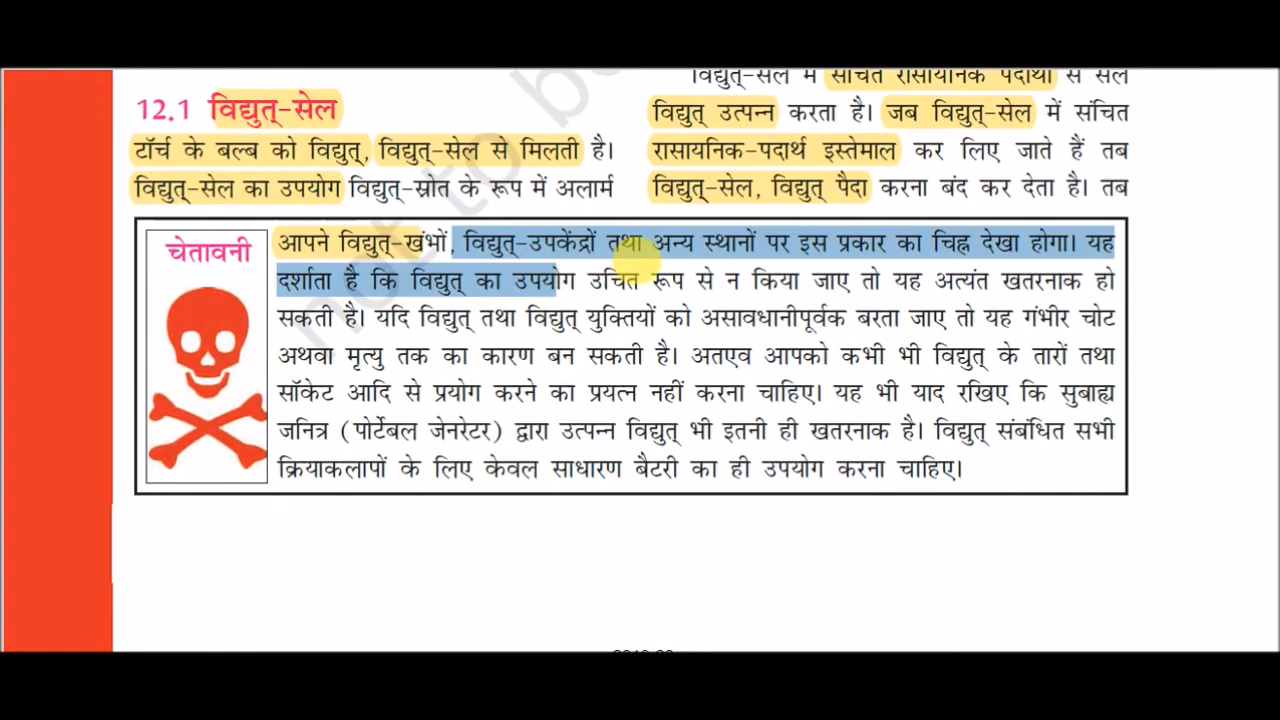 12.1 विद्युत्-सेल
टॉर्च के बल्ब को विद्युत्, विद्युत्-सेल से मिलती है।
विद्युत्-सेल का उपयोग विद्युत्-स्रोत के रूप में अलार्म
विद्युत्-सेल में संचित रासायनिक पदार्थों से सेल
विद्युत् उत्पन्न करता है। जब विद्युत्-सेल में संचित
रासायनिक-पदार्थ इस्तेमाल कर लिए जाते हैं तब
विद्युत्-सेल, विद्युत् पैदा करना बंद कर देता है। तब
चेतावनी
आपने विद्युत्-खंभों, विद्युत्-उपकेंद्रों तथा अन्य स्थानों पर इस प्रकार का चिह्न देखा होगा। यह
दर्शाता है कि विद्युत् का उपयोग उचित रूप से न किया जाए तो यह अत्यंत खतरनाक हो
सकती है। यदि विद्युत् तथा विद्युत् युक्तियों को असावधानीपूर्वक बरता जाए तो यह गंभीर चोट
अथवा मृत्यु तक का कारण बन सकती है। अतएव आपको कभी भी विद्युत् के तारों तथा
सॉकेट आदि से प्रयोग करने का प्रयत्न नहीं करना चाहिए। यह भी याद रखिए कि सुबाह्य
जनित्र (पोर्टेबल जेनरेटर) द्वारा उत्पन्न विद्युत् भी इतनी ही खतरनाक है। विद्युत् संबंधित सभी
क्रियाकलापों के लिए केवल साधारण बैटरी का ही उपयोग करना चाहिए।
not to b